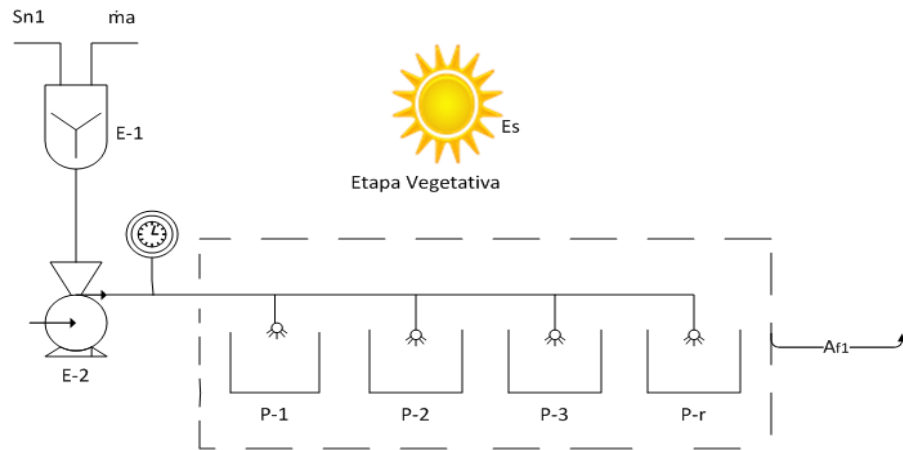 Sn1
ṁa
E-1
Es
Etapa Vegetativa
E-2
Af1
P-1
P-2
P-3
P-r